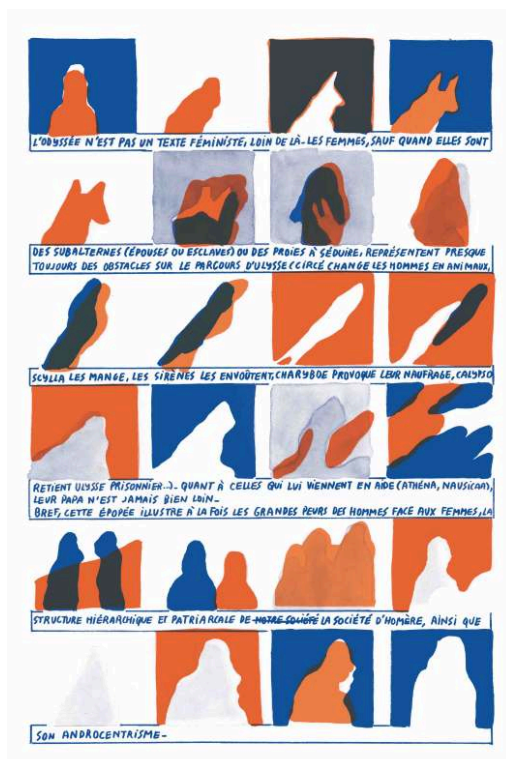 L'ODYSSÉE N'EST PAS UN TEXTE FÉMINISTE, LOIN DE LÀ. LES FEMMES, SAUF QUAND ELLES SONT
DES SUBALTERNES (ÉPOUSES OU ESCLAVES) OU DES PROIES À SÉDUIRE, REPRÉSENTENT PRESQUE
TOUJOURS DES OBSTACLES SUR LE PARCOURS D'ULYSSE (CIRCÉ CHANGE LES HOMMES EN ANIMAUX,
SCYLLA LES MANGE, LES SIRÈNES LES ENVOÛTENT, CHARYBDE PROVOQUE LEUR NAUFRAGE, CALYPSO
RETIENT ULYSSE PRISONNIER...). QUANT À CELLES QUI LUI VIENNENT EN AIDE (ATHÉNA, NAUSICAA),
LEUR PAPA N'EST JAMAIS BIEN LOIN.
BREF, CETTE ÉPOPÉE ILLUSTRE À LA FOIS LES GRANDES PEURS DES HOMMES FACE AUX FEMMES, LA
STRUCTURE HIÉRARCHIQUE ET PATRIARCALE DE NOTRE SOCIÉTÉ LA SOCIÉTÉ D'HOMÈRE, AINSI QUE
SON ANDROCENTRISME.